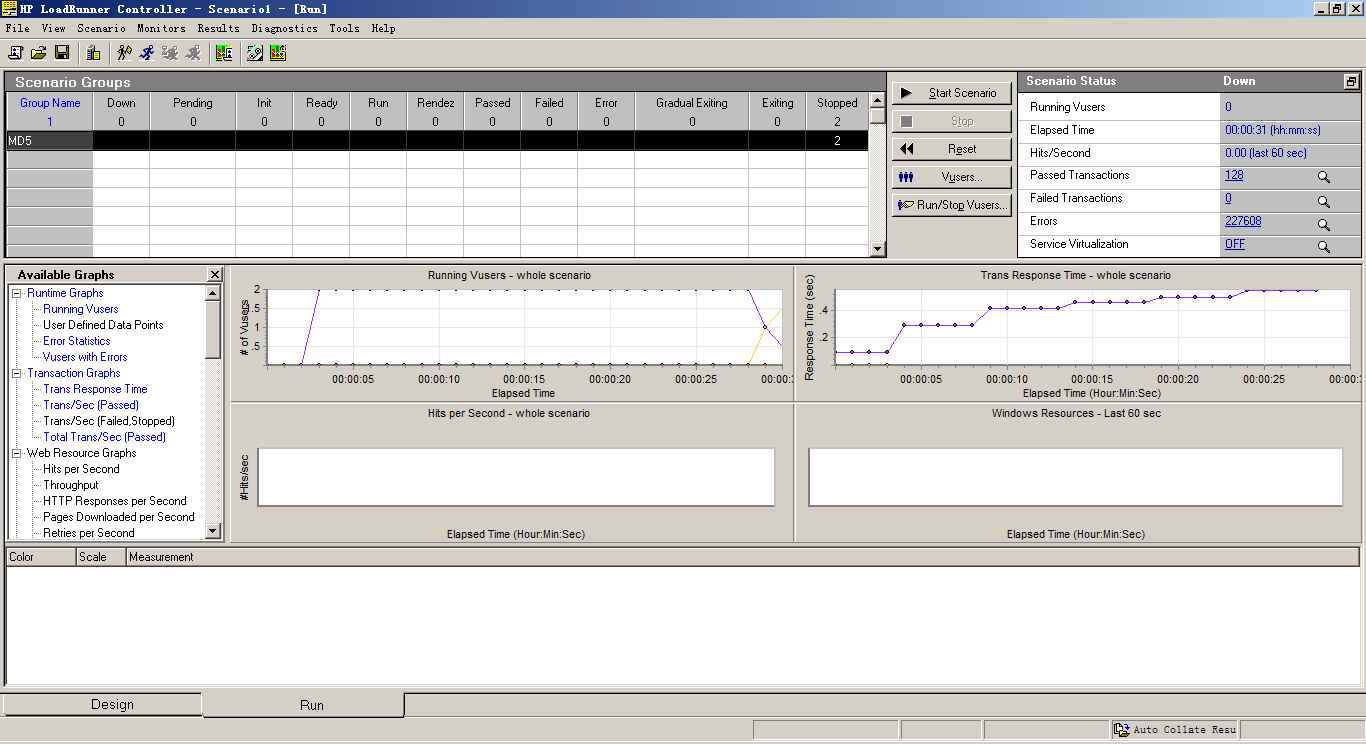 HP LoadRunner Controller - Scenario1 - [Run]
File View Scenario Monitors Results Diagnostics Tools Help
Scenario Groups
Group Name Down Pending Init Ready Run Rendez Passed Failed Error Gradual Exiting Exiting Stopped
1 0 0 0 0 0 0 0 0 0 0 0 2
MD5 2
Start Scenario
Stop
Reset
Vusers...
Run/Stop Vusers...
Scenario Status Down
Running Vusers 0
Elapsed Time 00:00:31 (hh:mm:ss)
Hits/Second 0.00 (last 60 sec)
Passed Transactions 128
Failed Transactions 0
Errors 227608
Service Virtualization OFF
Available Graphs
Runtime Graphs
Running Vusers
User Defined Data Points
Error Statistics
Vusers with Errors
Transaction Graphs
Trans Response Time
Trans/Sec (Passed)
Trans/Sec (Failed,Stopped)
Total Trans/Sec (Passed)
Web Resource Graphs
Hits per Second
Throughput
HTTP Responses per Second
Pages Downloaded per Second
Retries per Second
Running Vusers - whole scenario
# of Vusers
2
.5
1
.5
00:00:05 00:00:10 00:00:15 00:00:20 00:00:25 00:00:3
Elapsed Time
Trans Response Time - whole scenario
Response Time (sec)
.4
.2
00:00:05 00:00:10 00:00:15 00:00:20 00:00:25 00:00:3
Elapsed Time (Hour:Min:Sec)
Hits per Second - whole scenario
#Hits/sec
Elapsed Time (Hour:Min:Sec)
Windows Resources - Last 60 sec
Elapsed Time (Hour:Min:Sec)
Color Scale Measurement
Design Run
Auto Collate Resu